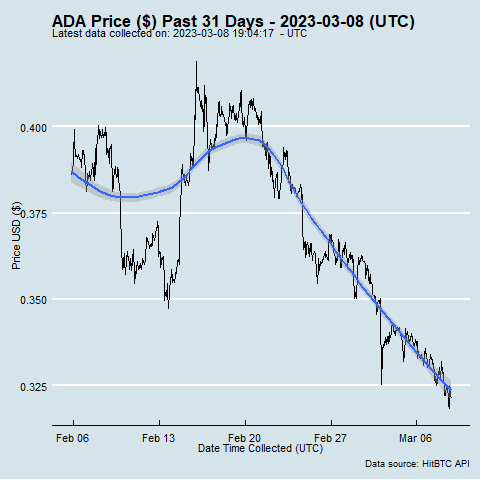 ADA Price ($) Past 31 Days - 2023-03-08 (UTC)
Latest data collected on: 2023-03-08 19:04:17 - UTC
0.400
0.375
0.350
0.325
Price USD ($)
Feb 06 Feb 13 Feb 20 Feb 27 Mar 06
Date Time Collected (UTC)
Data source: HitBTC API